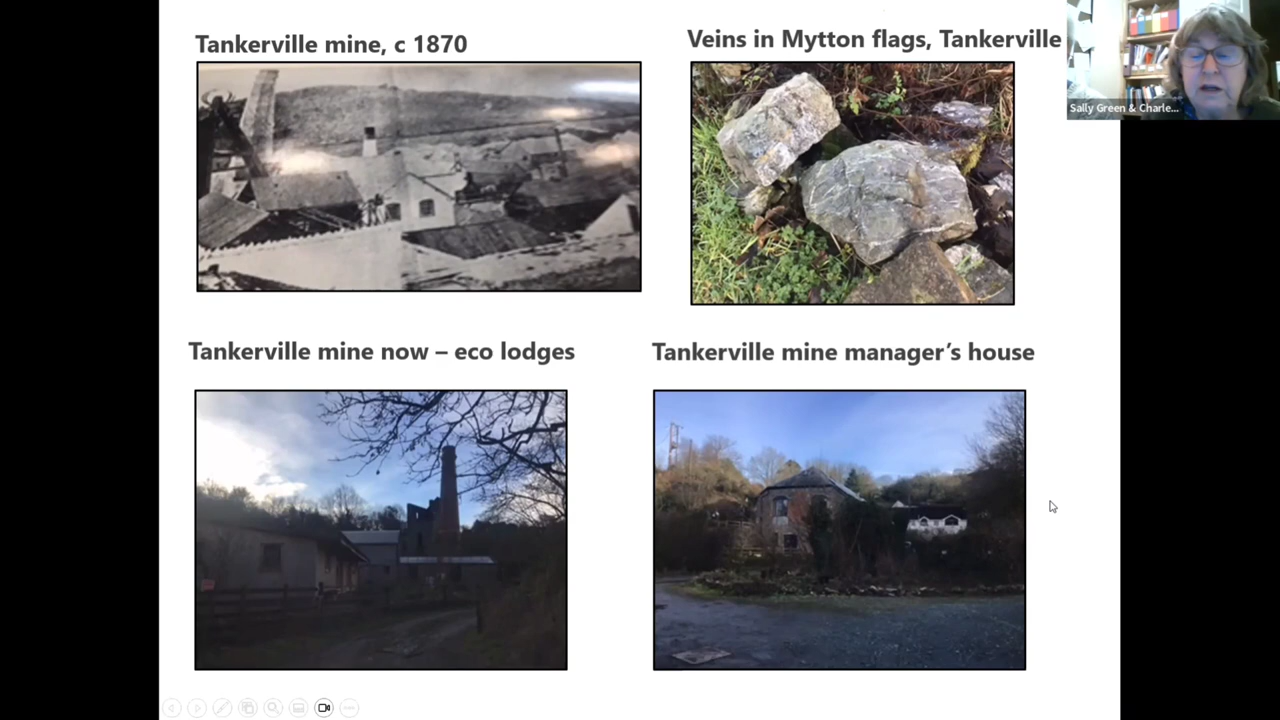 Tankerville mine, c 1870
Veins in Mytton flags, Tankerville
Sally Green & Charle...
Tankerville mine now – eco lodges
Tankerville mine manager’s house